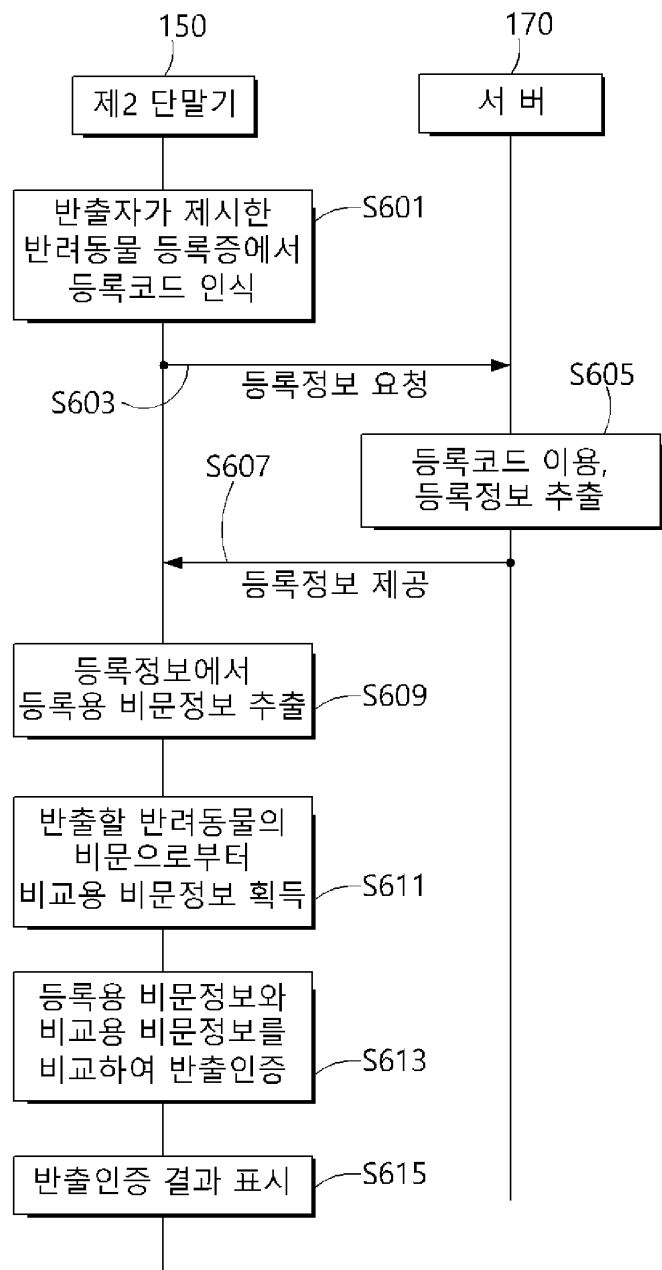 150
170
제2 단말기
서 버
반출자가 제시한
반려동물 등록증에서
등록코드 인식
S601
등록정보 요청
S603
S605
등록코드 이용,
등록정보 추출
S607
등록정보 제공
등록정보에서
등록용 비문정보 추출
S609
반출할 반려동물의
비문으로부터
비교용 비문정보 획득
S611
등록용 비문정보와
비교용 비문정보를
비교하여 반출인증
S613
반출인증 결과 표시
S615